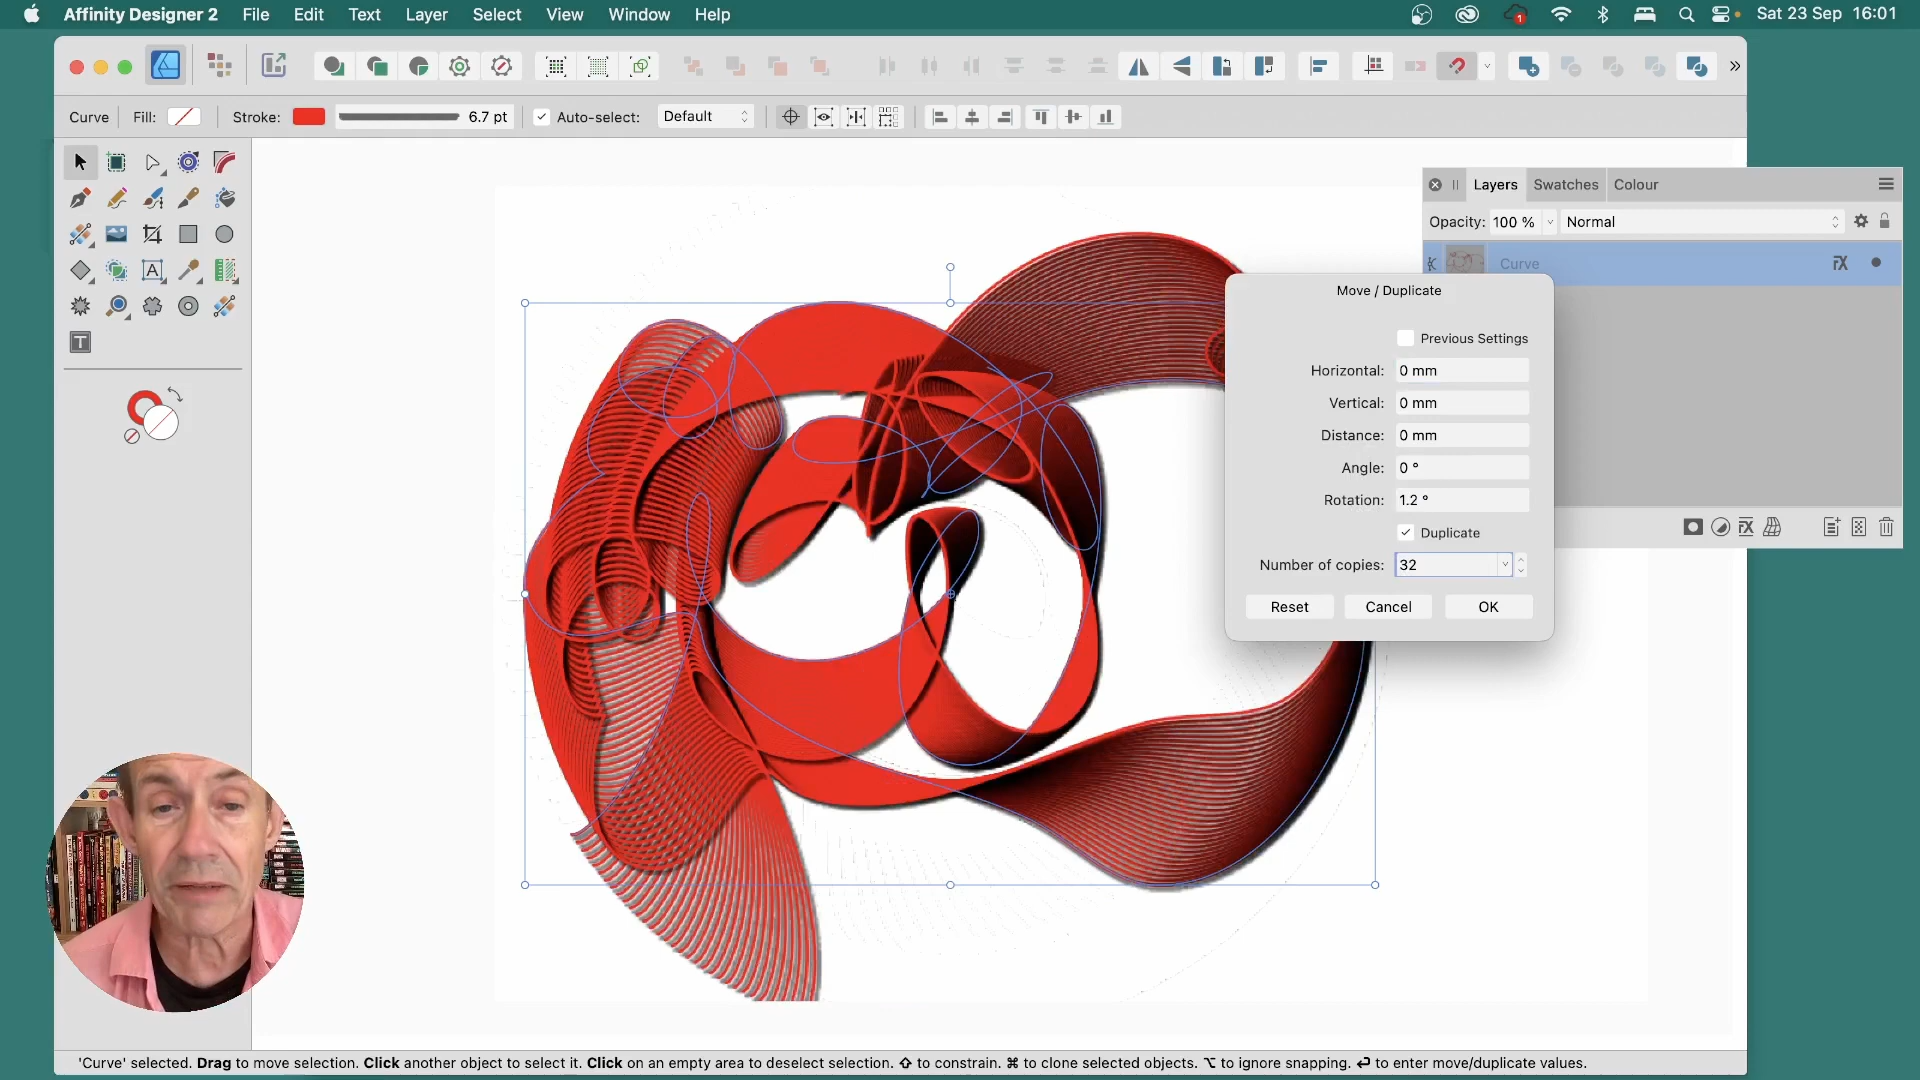 Affinity Designer 2 File Edit Text Layer Select View Window Help
1
Sat 23 Sep 16:01
Curve Fill: Stroke: 6.7 pt Auto-select: Default
Layers Swatches Colour
Opacity: 100 % Normal
Curve
Move / Duplicate
Previous Settings
Horizontal: 0 mm
Vertical: 0 mm
Distance: 0 mm
Angle: 0 °
Rotation: 1.2 °
Duplicate
Number of copies: 32
Reset Cancel OK
'Curve' selected. Drag to move selection. Click another object to select it. Click on an empty area to deselect selection. ⇧ to constrain. ⌘ to clone selected objects. ⌥ to ignore snapping. ↩ to enter move/duplicate values.